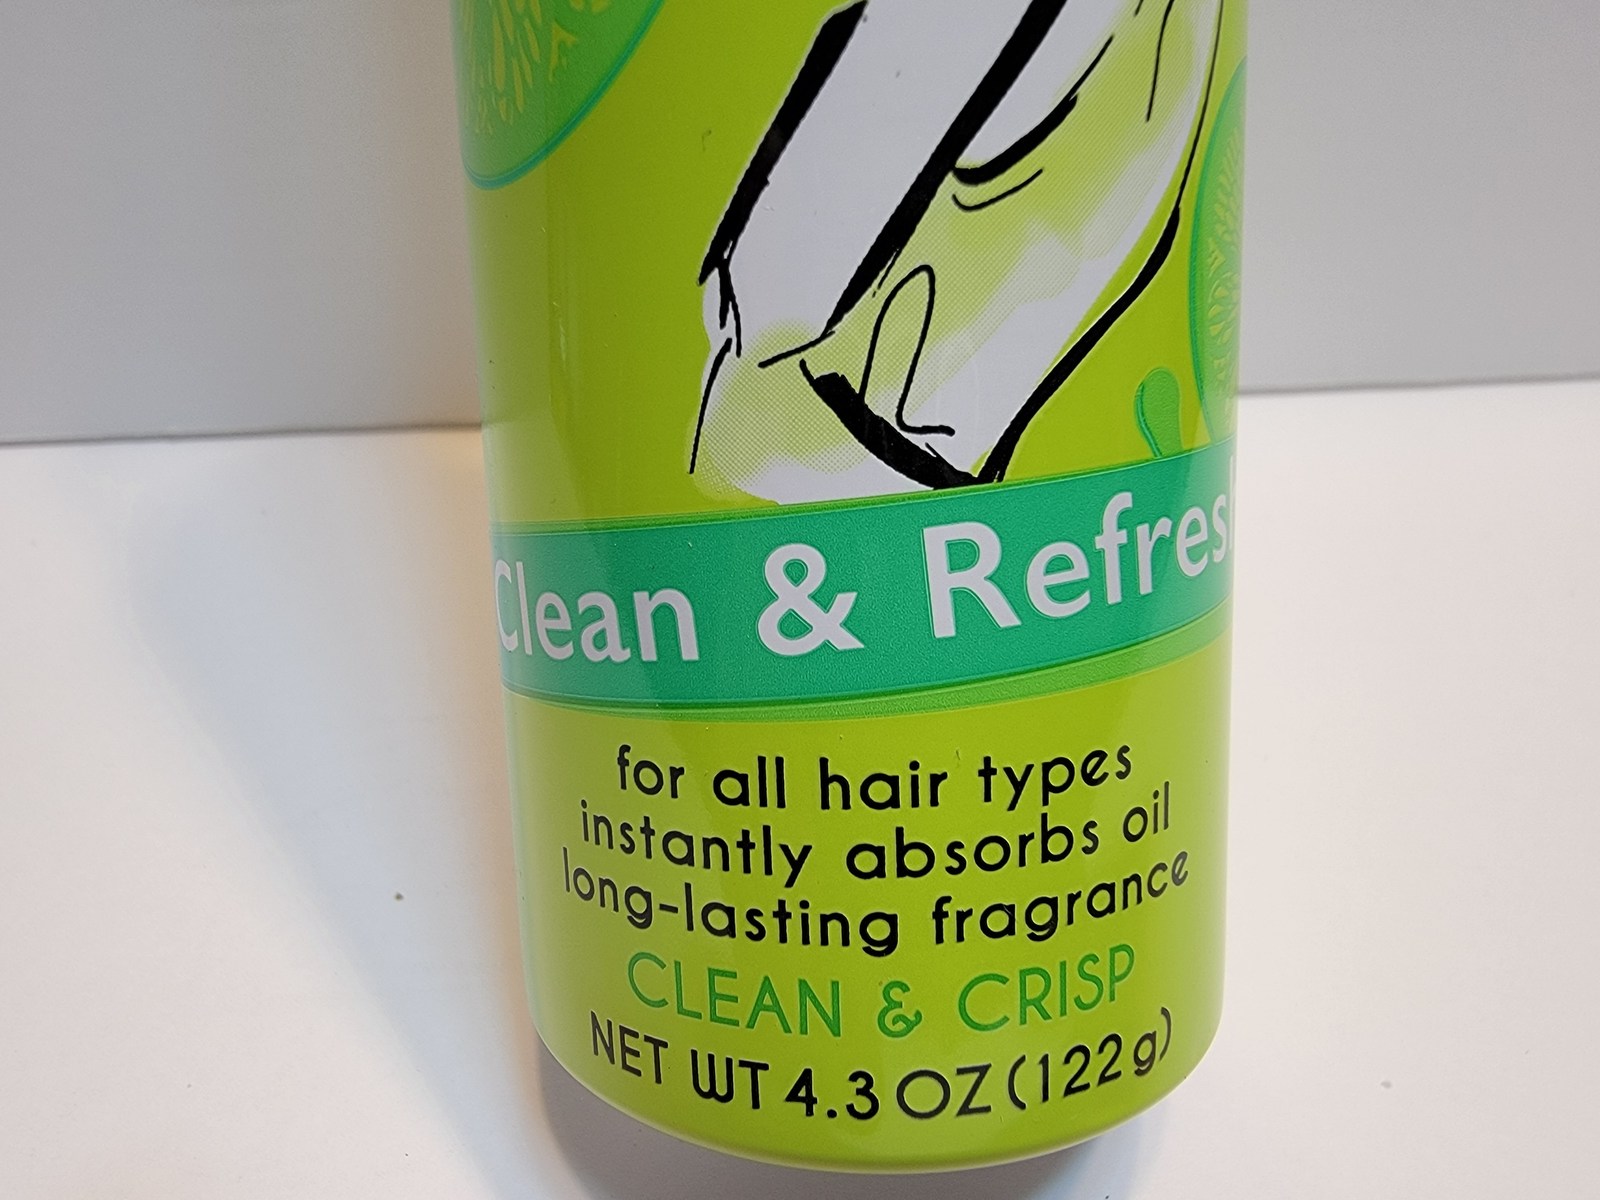 Clean & Refresh
for all hair types
instantly absorbs oil
long-lasting fragrance
CLEAN & CRISP
NET WT 4.3 OZ (122g)